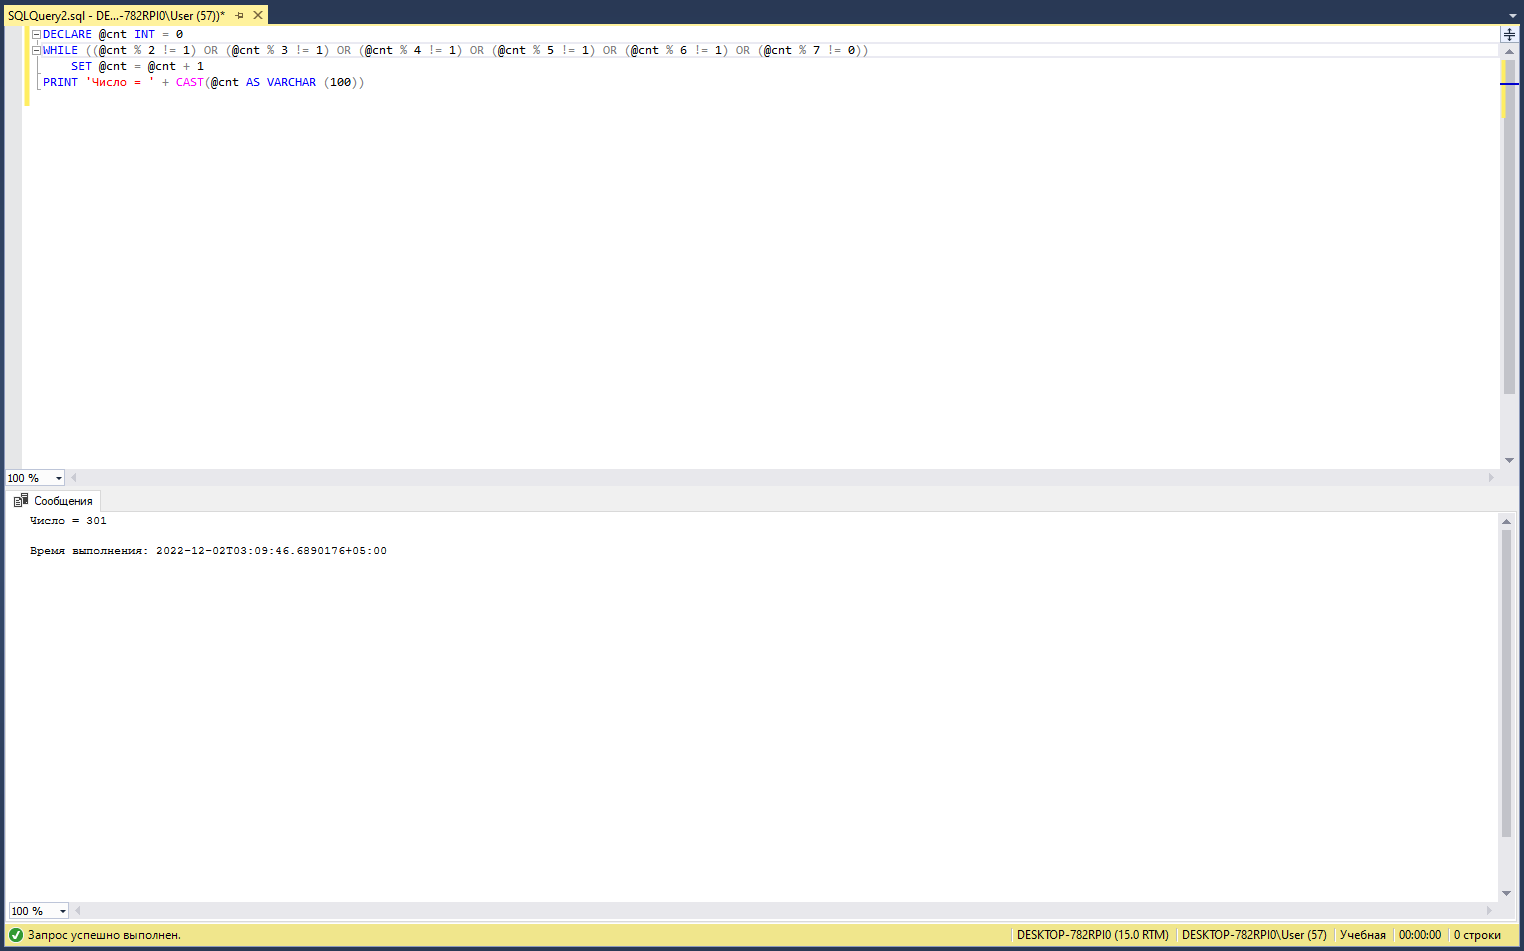 SQLQuery2.sql - DE...-782RPI0\User (57))*
DECLARE @cnt INT = 0
WHILE ((@cnt % 2 != 1) OR (@cnt % 3 != 1) OR (@cnt % 4 != 1) OR (@cnt % 5 != 1) OR (@cnt % 6 != 1) OR (@cnt % 7 != 0))
SET @cnt = @cnt + 1
PRINT 'Число = ' + CAST(@cnt AS VARCHAR (100))
100 %
Сообщения
Число = 301
Время выполнения: 2022-12-02T03:09:46.6890176+05:00
100 %
Запрос успешно выполнен. DESKTOP-782RPI0 (15.0 RTM) DESKTOP-782RPI0\User (57) Учебная 00:00:00 0 строки